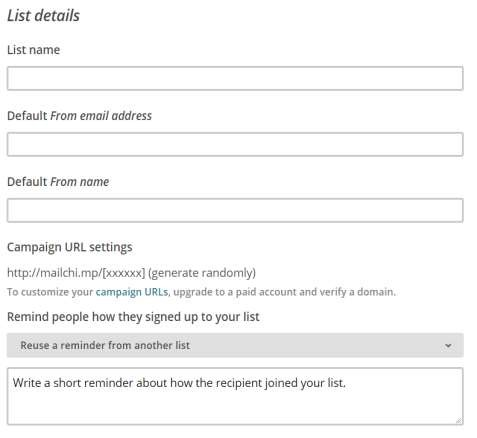 List details
List name
Default From email address
Default From name
Campaign URL settings
http://mailchi.mp/[xxxxxx] (generate randomly)
To customize your campaign URLs, upgrade to a paid account and verify a domain.
Remind people how they signed up to your list
Reuse a reminder from another list
Write a short reminder about how the recipient joined your list.